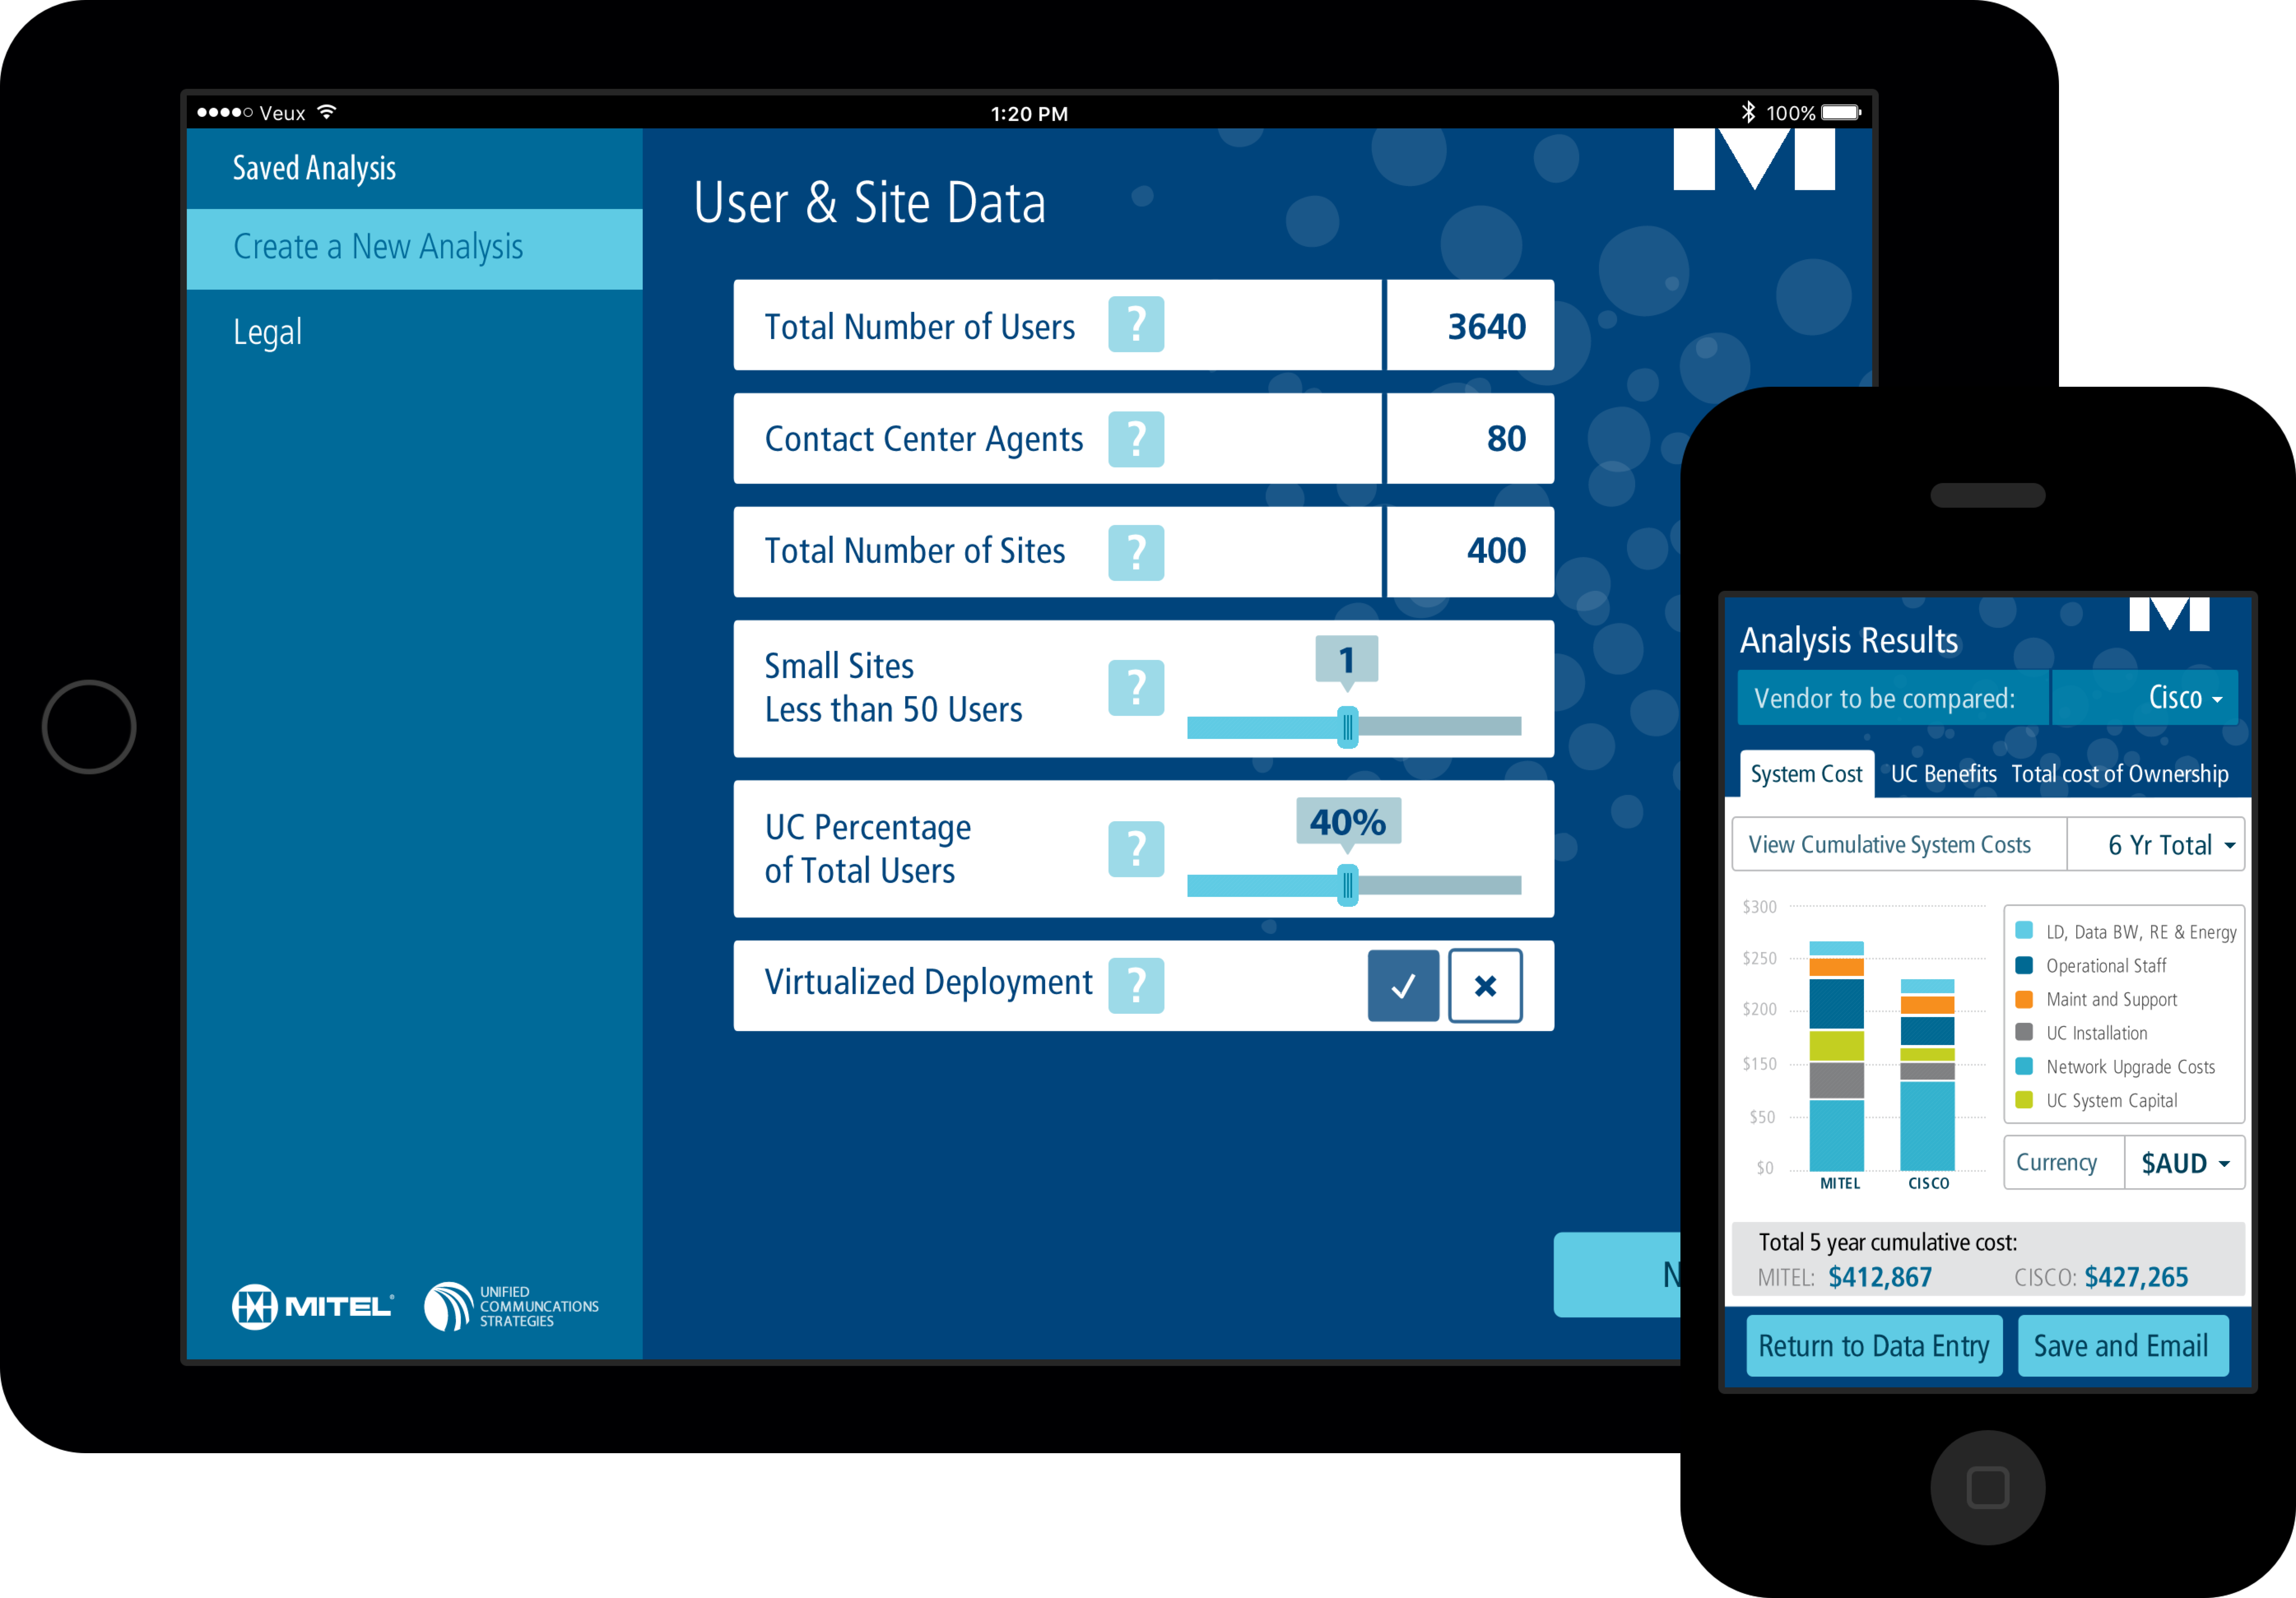 Veux
1:20 PM
100%
Saved Analysis
Create a New Analysis
Legal
User & Site Data
Total Number of Users ? 3640
Contact Center Agents ? 80
Total Number of Sites ? 400
Small Sites
Less than 50 Users
?
1
UC Percentage
of Total Users
?
40%
Virtualized Deployment ?
N
MITEL®
UNIFIED
COMMUNCATIONS
STRATEGIES
Analysis Results
Vendor to be compared: Cisco
System Cost UC Benefits Total cost of Ownership
View Cumulative System Costs 6 Yr Total
$300
$250
$200
$150
$50
$0
MITEL CISCO
LD, Data BW, RE & Energy
Operational Staff
Maint and Support
UC Installation
Network Upgrade Costs
UC System Capital
Currency $AUD
Total 5 year cumulative cost:
MITEL: $412,867 CISCO: $427,265
Return to Data Entry Save and Email